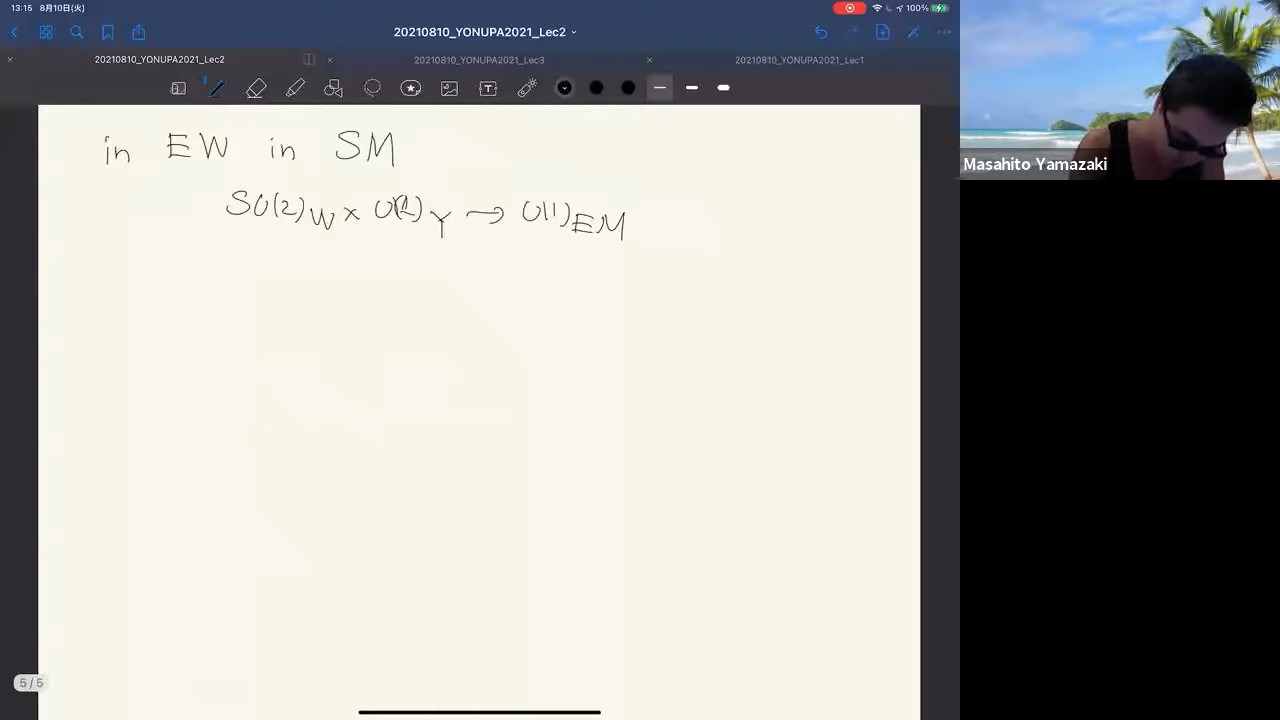 13:15 8月10日(火)
100%
20210810_YONUPA2021_Lec2
20210810_YONUPA2021_Lec2 20210810_YONUPA2021_Lec3 20210810_YONUPA2021_Lec1
in EW in SM
SU(2)W × U(1)Y → U(1)EM
Masahito Yamazaki
5 / 5